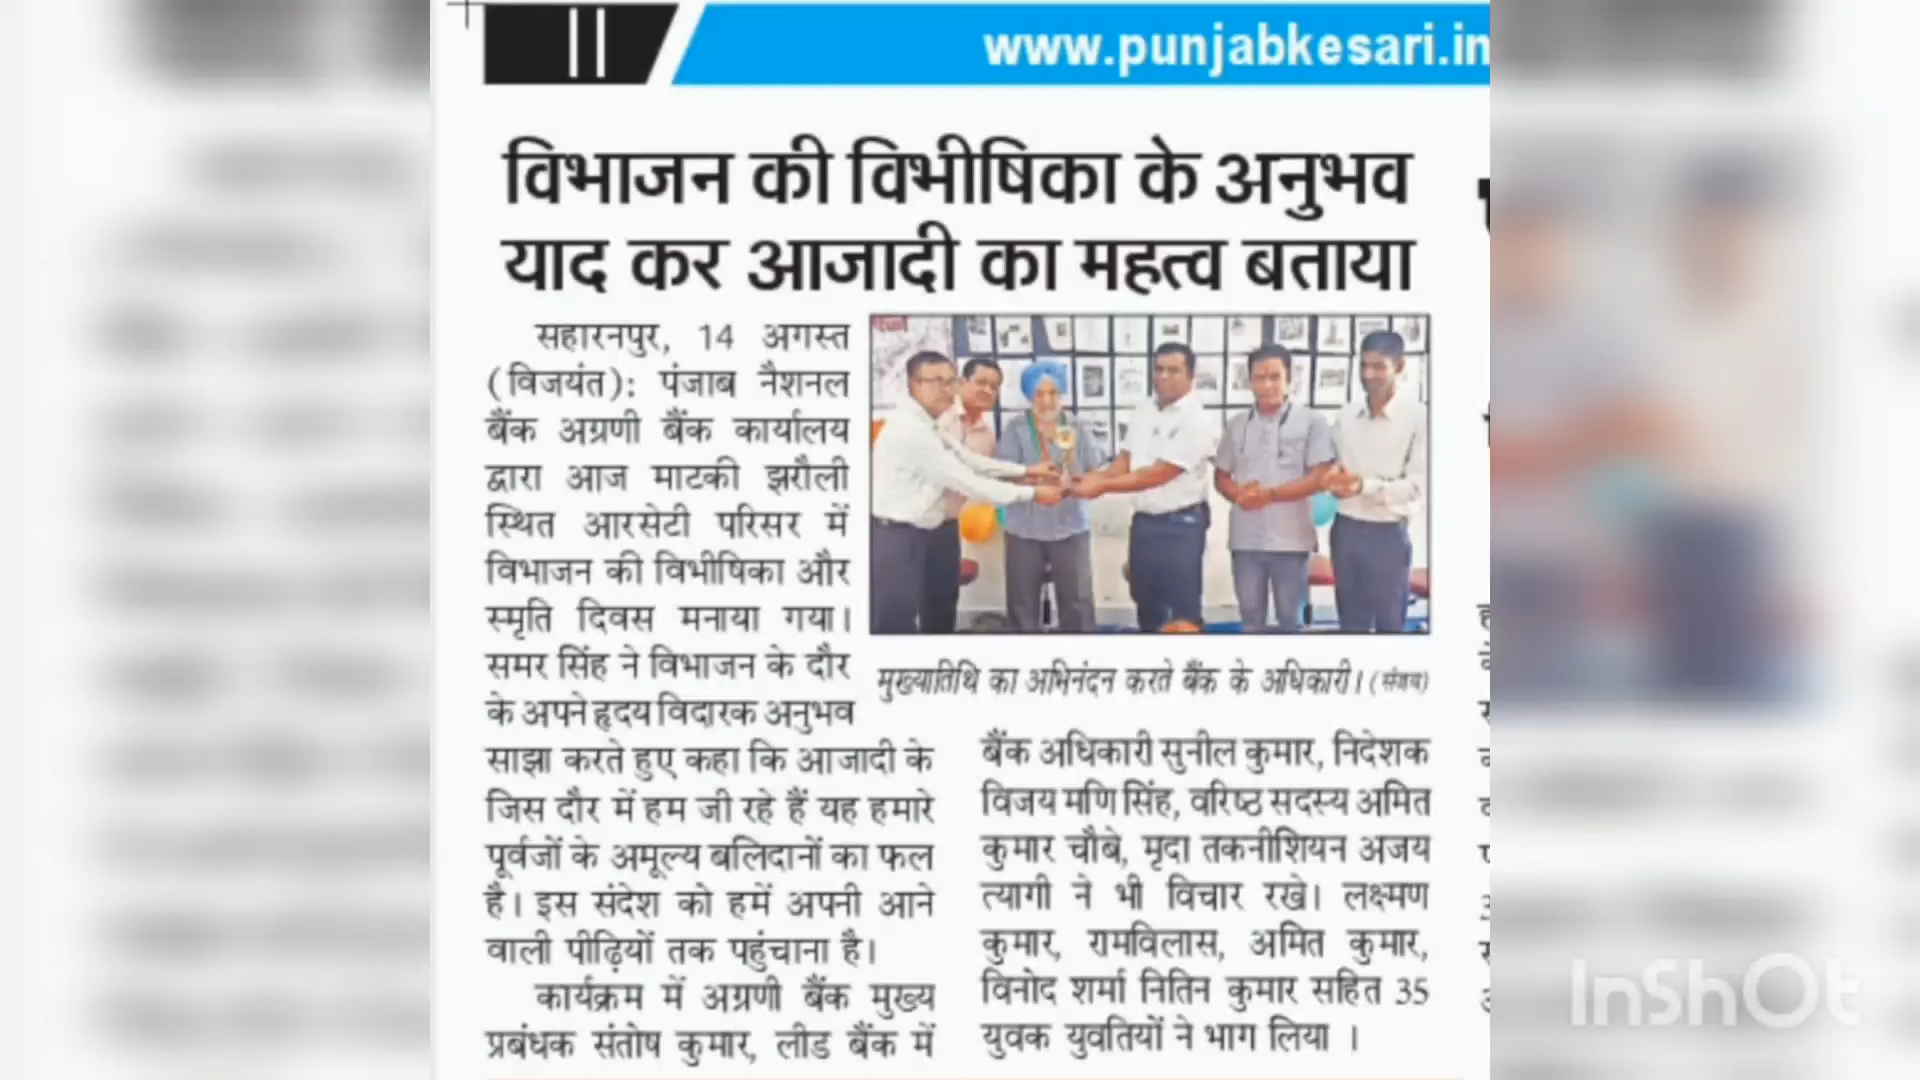 www.punjabkesari.in
विभाजन की विभीषिका के अनुभव
याद कर आजादी का महत्व बताया
सहारनपुर, 14 अगस्त
(विजयंत): पंजाब नैशनल
बैंक अग्रणी बैंक कार्यालय
द्वारा आज माटकी झरौली
स्थित आरसेटी परिसर में
विभाजन की विभीषिका और
स्मृति दिवस मनाया गया।
समर सिंह ने विभाजन के दौर
के अपने हृदय विदारक अनुभव
साझा करते हुए कहा कि आजादी के
जिस दौर में हम जी रहे हैं यह हमारे
पूर्वजों के अमूल्य बलिदानों का फल
है। इस संदेश को हमें अपनी आने
वाली पीढ़ियों तक पहुंचाना है।
कार्यक्रम में अग्रणी बैंक मुख्य
प्रबंधक संतोष कुमार, लीड बैंक में
मुख्यातिथि का अभिनंदन करते बैंक के अधिकारी। (संजय)
बैंक अधिकारी सुनील कुमार, निदेशक
विजय मणि सिंह, वरिष्ठ सदस्य अमित
कुमार चौबे, मृदा तकनीशियन अजय
त्यागी ने भी विचार रखे। लक्ष्मण
कुमार, रामविलास, अमित कुमार,
विनोद शर्मा नितिन कुमार सहित 35
युवक युवतियों ने भाग लिया ।
InShOt